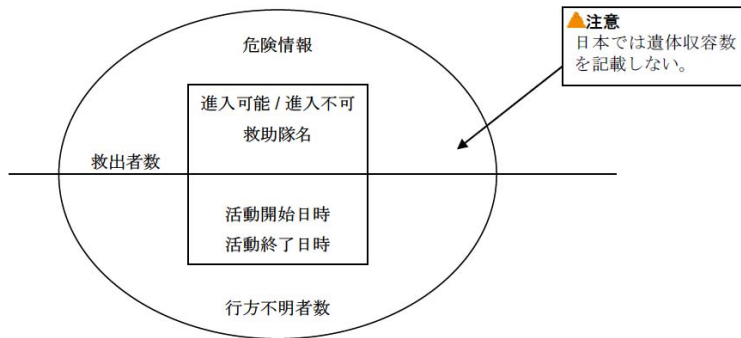 危険情報
▲注意
日本では遺体収容数
を記載しない。
進入可能 / 進入不可
救助隊名
救出者数
活動開始日時
活動終了日時
行方不明者数